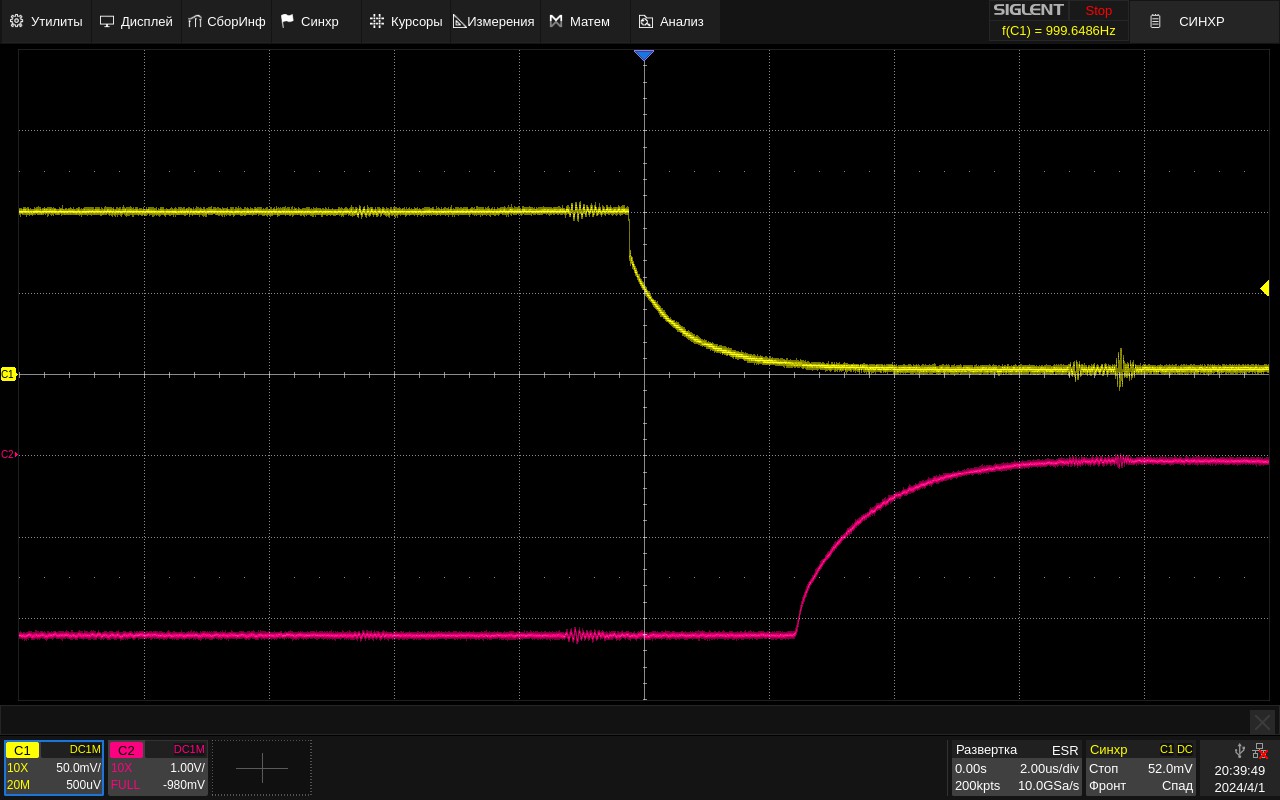 Утилиты Дисплей СборИнф Синхр Курсоры Измерения Матем Анализ
SIGLENT Stop
f(C1) = 999.6486Hz
СИНХР
C1
C2
C1 DC1M
10X 50.0mV/
20M 500uV
C2 DC1M
10X 1.00V/
FULL -980mV
Развертка ESR
0.00s 2.00us/div
200kpts 10.0GSa/s
Синхр C1 DC
Стоп 52.0mV
Фронт Спад
20:39:49
2024/4/1